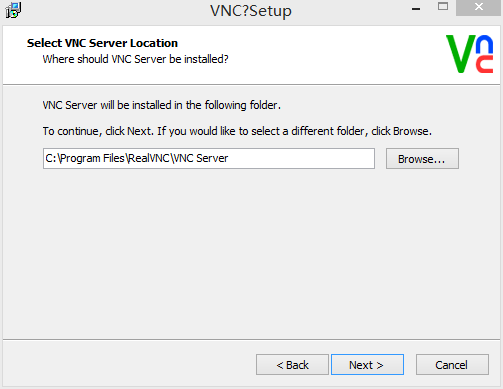 VNC?Setup
Select VNC Server Location
Where should VNC Server be installed?
VNC
VNC Server will be installed in the following folder.
To continue, click Next. If you would like to select a different folder, click Browse.
C:\Program Files\RealVNC\VNC Server
Browse...
< Back
Next >
Cancel